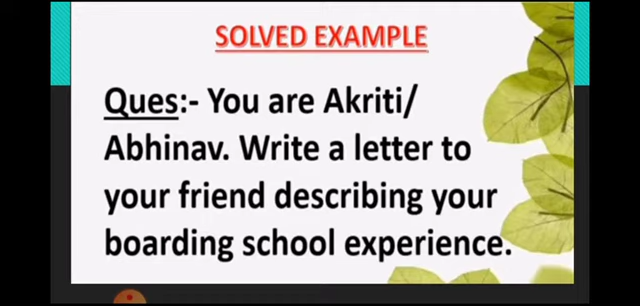 SOLVED EXAMPLE
Ques:- You are Akriti/
Abhinav. Write a letter to
your friend describing your
boarding school experience.